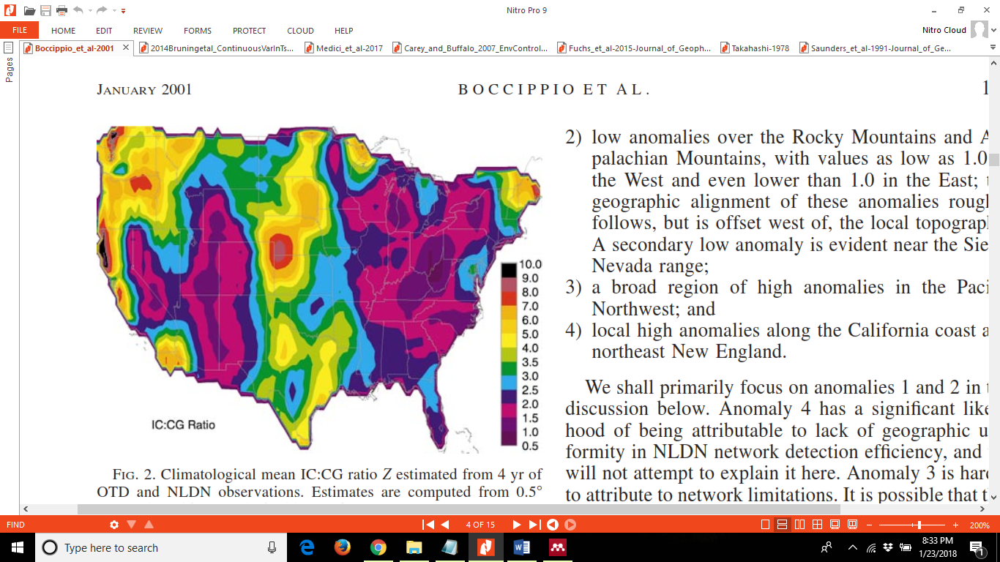 Nitro Pro 9
FILE HOME EDIT REVIEW FORMS PROTECT CLOUD HELP
Nitro Cloud
Boccippio_et_al-2001
2014Bruningetal_ContinuousVarInTs...
Medici_et_al-2017
Carey_and_Buffalo_2007_EnvControl...
Fuchs_et_al-2015-Journal_of_Geoph...
Takahashi-1978
Saunders_et_al-1991-Journal_of_Ge...
Pages
JANUARY 2001
BOCCIPPIO ET AL.
1
10.0
9.0
8.0
7.0
6.0
5.0
4.0
3.5
3.0
2.5
2.0
1.5
1.0
0.5
IC:CG Ratio
FIG. 2. Climatological mean IC:CG ratio Z estimated from 4 yr of
OTD and NLDN observations. Estimates are computed from 0.5°
2) low anomalies over the Rocky Mountains and A
palachian Mountains, with values as low as 1.0
the West and even lower than 1.0 in the East; t
geographic alignment of these anomalies rough
follows, but is offset west of, the local topograp
A secondary low anomaly is evident near the Sie
Nevada range;
3) a broad region of high anomalies in the Paci
Northwest; and
4) local high anomalies along the California coast a
northeast New England.
We shall primarily focus on anomalies 1 and 2 in t
discussion below. Anomaly 4 has a significant like
hood of being attributable to lack of geographic u
formity in NLDN network detection efficiency, and
will not attempt to explain it here. Anomaly 3 is hard
to attribute to network limitations. It is possible that t
FIND
4 OF 15
200%
Type here to search
8:33 PM
1/23/2018
1